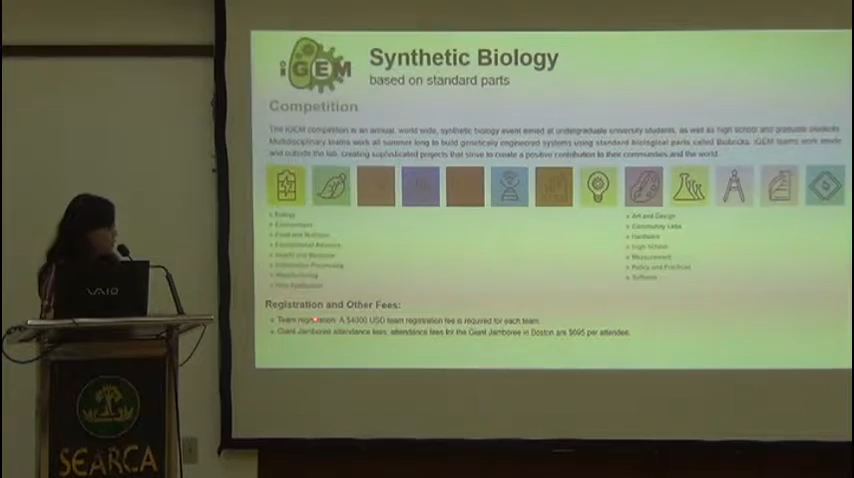 iGEM
Synthetic Biology
based on standard parts
Competition
The iGEM competition is an annual, world wide, synthetic biology event aimed at undergraduate university students, as well as high school and graduate students.
Multidisciplinary teams work all summer long to build genetically engineered systems using standard biological parts called Biobricks. iGEM teams work inside
and outside the lab, creating sophisticated projects that strive to create a positive contribution to their communities and the world.
Energy
Environment
Food and Nutrition
Foundational Advance
Health and Medicine
Information Processing
Manufacturing
New Application
Art and Design
Community Labs
Hardware
High School
Measurement
Policy and Practices
Software
Registration and Other Fees:
Team registration: A $4000 USD team registration fee is required for each team.
Giant Jamboree attendance fees: attendance fees for the Giant Jamboree in Boston are $695 per attendee.
VAIO
SEARCA